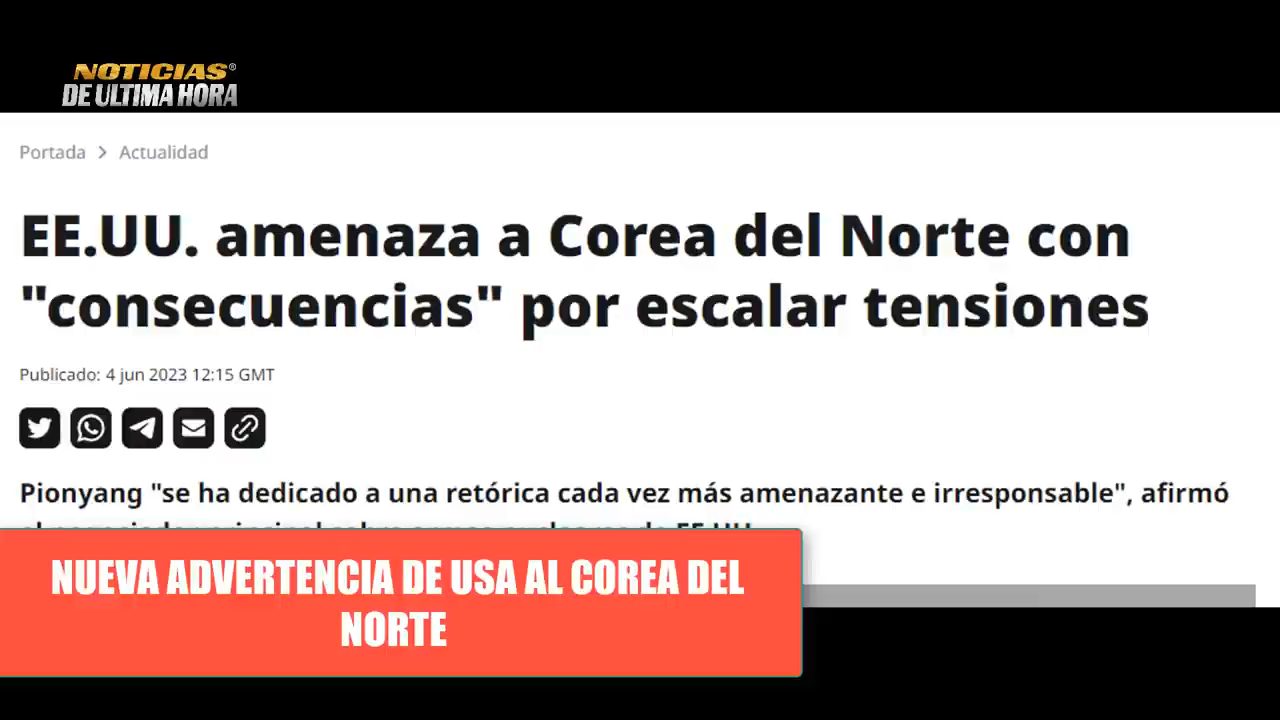 NOTICIAS®
DE ULTIMA HORA
Portada > Actualidad
EE.UU. amenaza a Corea del Norte con
"consecuencias" por escalar tensiones
Publicado: 4 jun 2023 12:15 GMT
Pionyang "se ha dedicado a una retórica cada vez más amenazante e irresponsable", afirmó
NUEVA ADVERTENCIA DE USA AL COREA DEL
NORTE